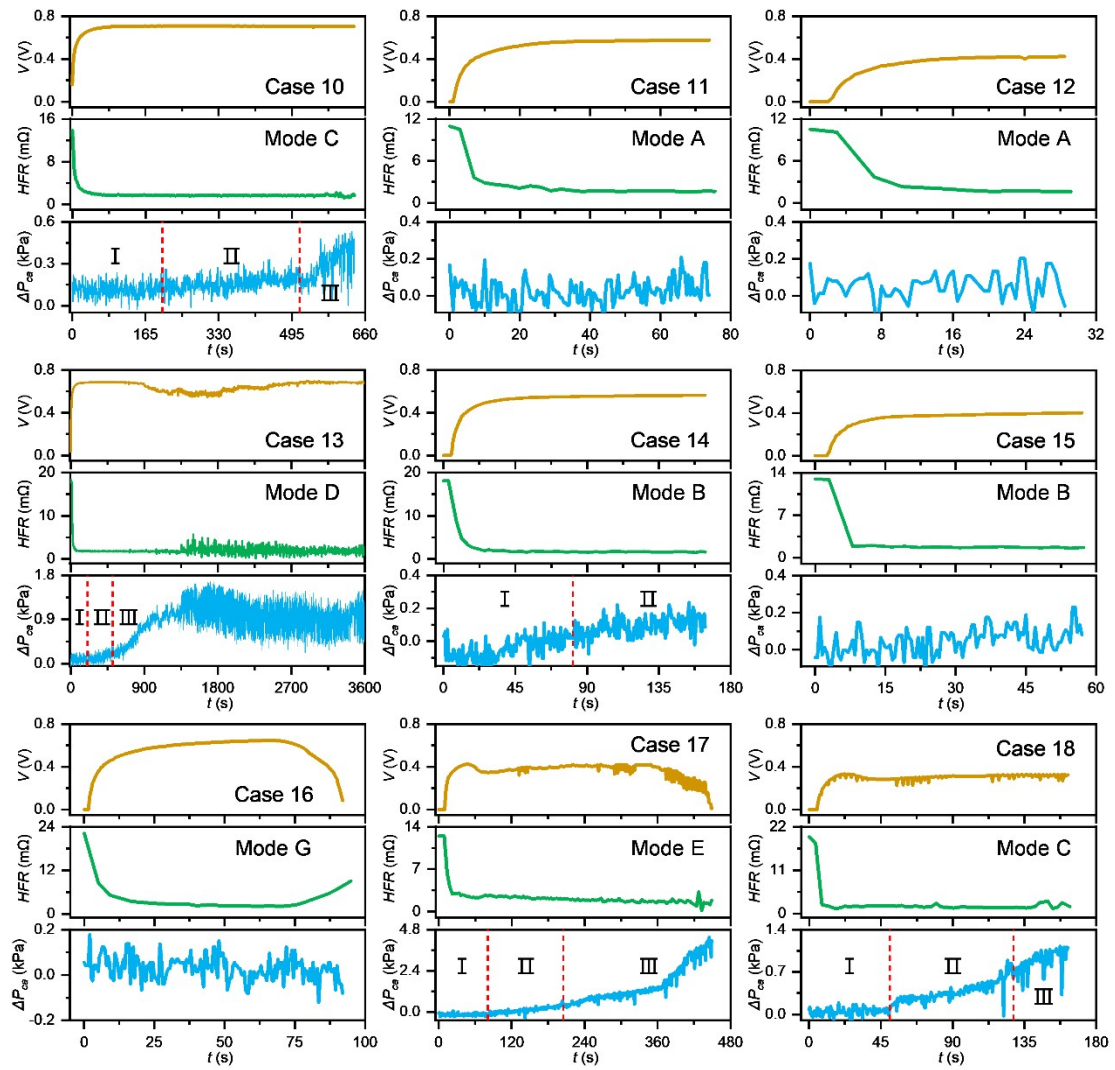 0.8
0.4
0.0
V (V)
Case 10
16
8
0
HFR (mΩ)
Mode C
0.6
0.3
0.0
ΔPca (kPa)
I
II
III
0
165
330
495
660
t (s)
0.8
0.4
0.0
V (V)
Case 11
12
6
0
HFR (mΩ)
Mode A
0.4
0.2
0.0
ΔPca (kPa)
0
20
40
60
80
t (s)
0.8
0.4
0.0
V (V)
Case 12
12
6
0
HFR (mΩ)
Mode A
0.4
0.2
0.0
ΔPca (kPa)
0
8
16
24
32
t (s)
0.8
0.4
0.0
V (V)
Case 13
20
10
0
HFR (mΩ)
Mode D
1.8
0.9
0.0
ΔPca (kPa)
I
II
III
0
900
1800
2700
3600
t (s)
0.8
0.4
0.0
V (V)
Case 14
20
10
0
HFR (mΩ)
Mode B
0.4
0.2
0.0
ΔPca (kPa)
I
II
0
45
90
135
180
t (s)
0.8
0.4
0.0
V (V)
Case 15
14
7
0
HFR (mΩ)
Mode B
0.4
0.2
0.0
ΔPca (kPa)
0
15
30
45
60
t (s)
0.8
0.4
0.0
V (V)
Case 16
24
12
0
HFR (mΩ)
Mode G
0.2
0.0
−0.2
ΔPca (kPa)
0
25
50
75
100
t (s)
0.8
0.4
0.0
V (V)
Case 17
14
7
0
HFR (mΩ)
Mode E
4.8
2.4
0.0
ΔPca (kPa)
I
II
III
0
120
240
360
480
t (s)
0.8
0.4
0.0
V (V)
Case 18
22
11
0
HFR (mΩ)
Mode C
1.4
0.7
0.0
ΔPca (kPa)
I
II
III
0
45
90
135
180
t (s)